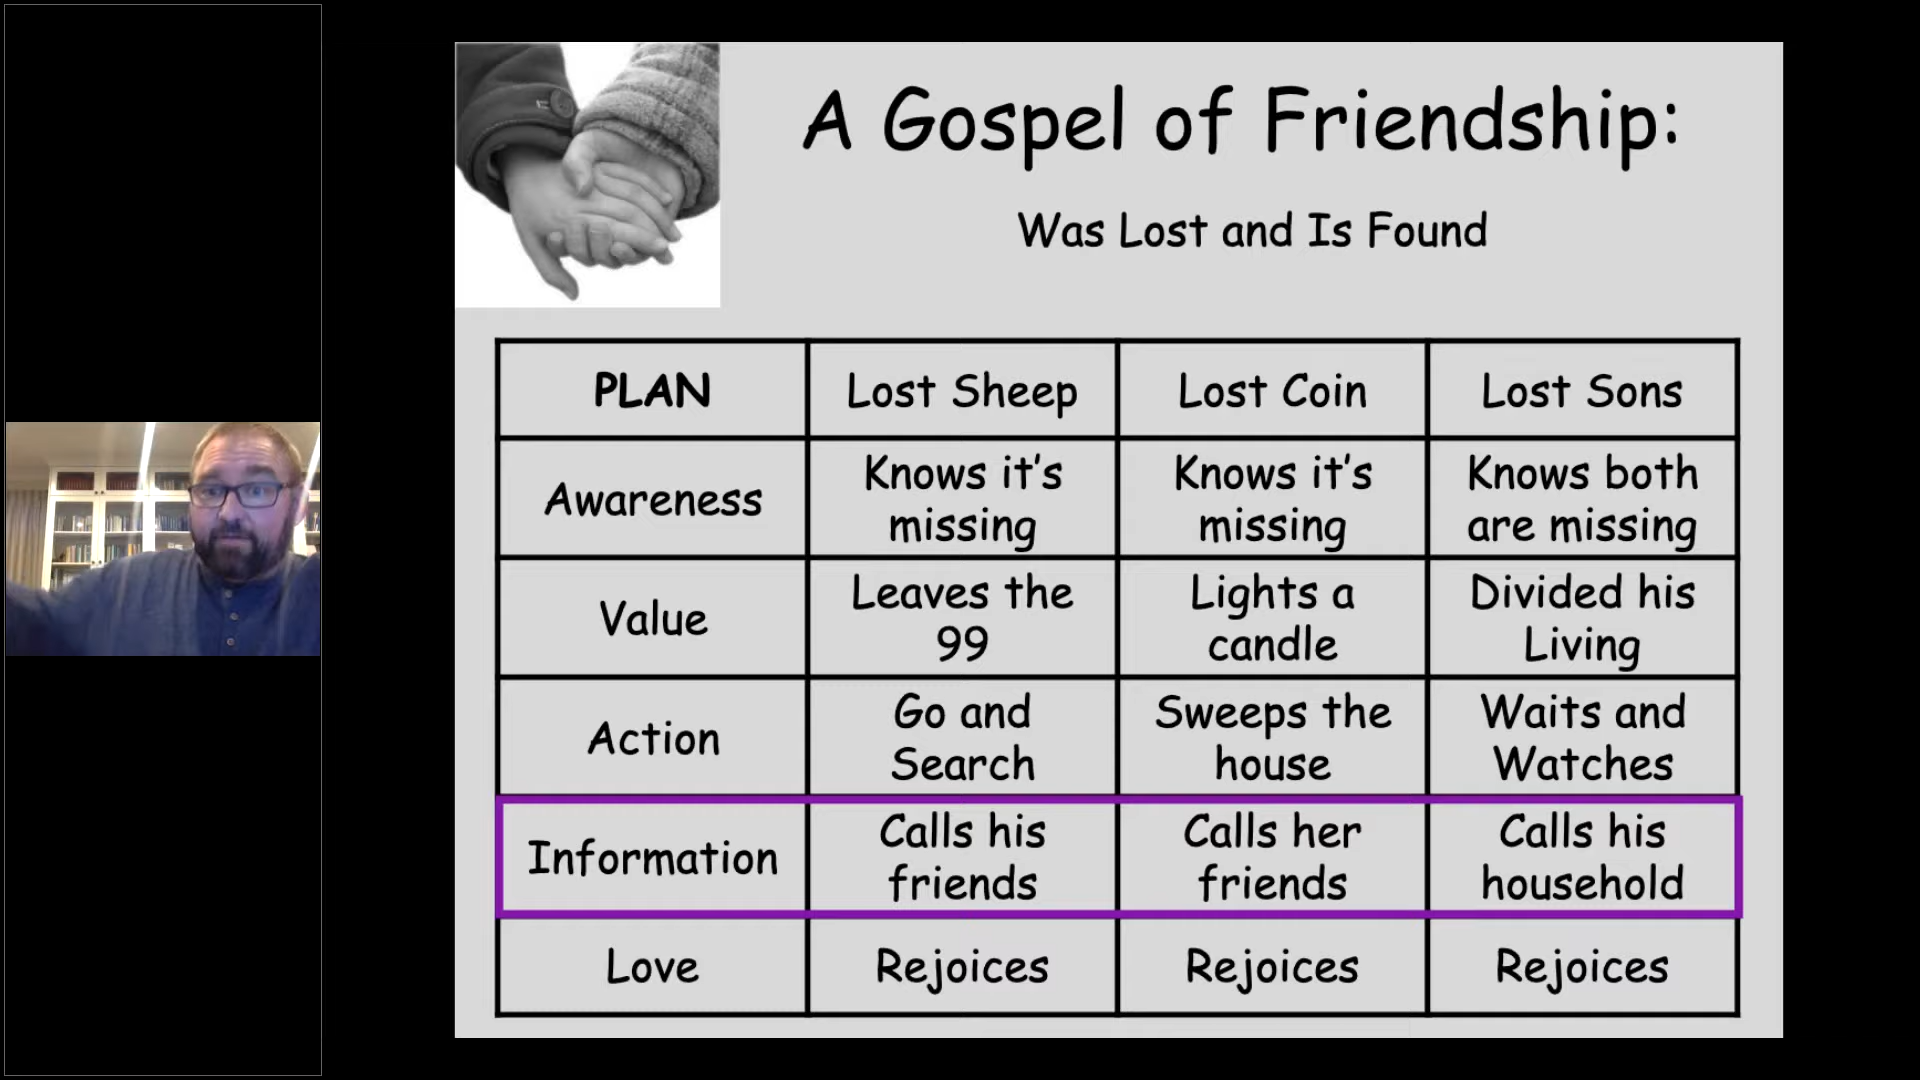 A Gospel of Friendship:
Was Lost and Is Found
PLAN
Lost Sheep
Lost Coin
Lost Sons
Awareness
Knows it's
missing
Knows it's
missing
Knows both
are missing
Value
Leaves the
99
Lights a
candle
Divided his
Living
Action
Go and
Search
Sweeps the
house
Waits and
Watches
Information
Calls his
friends
Calls her
friends
Calls his
household
Love
Rejoices
Rejoices
Rejoices